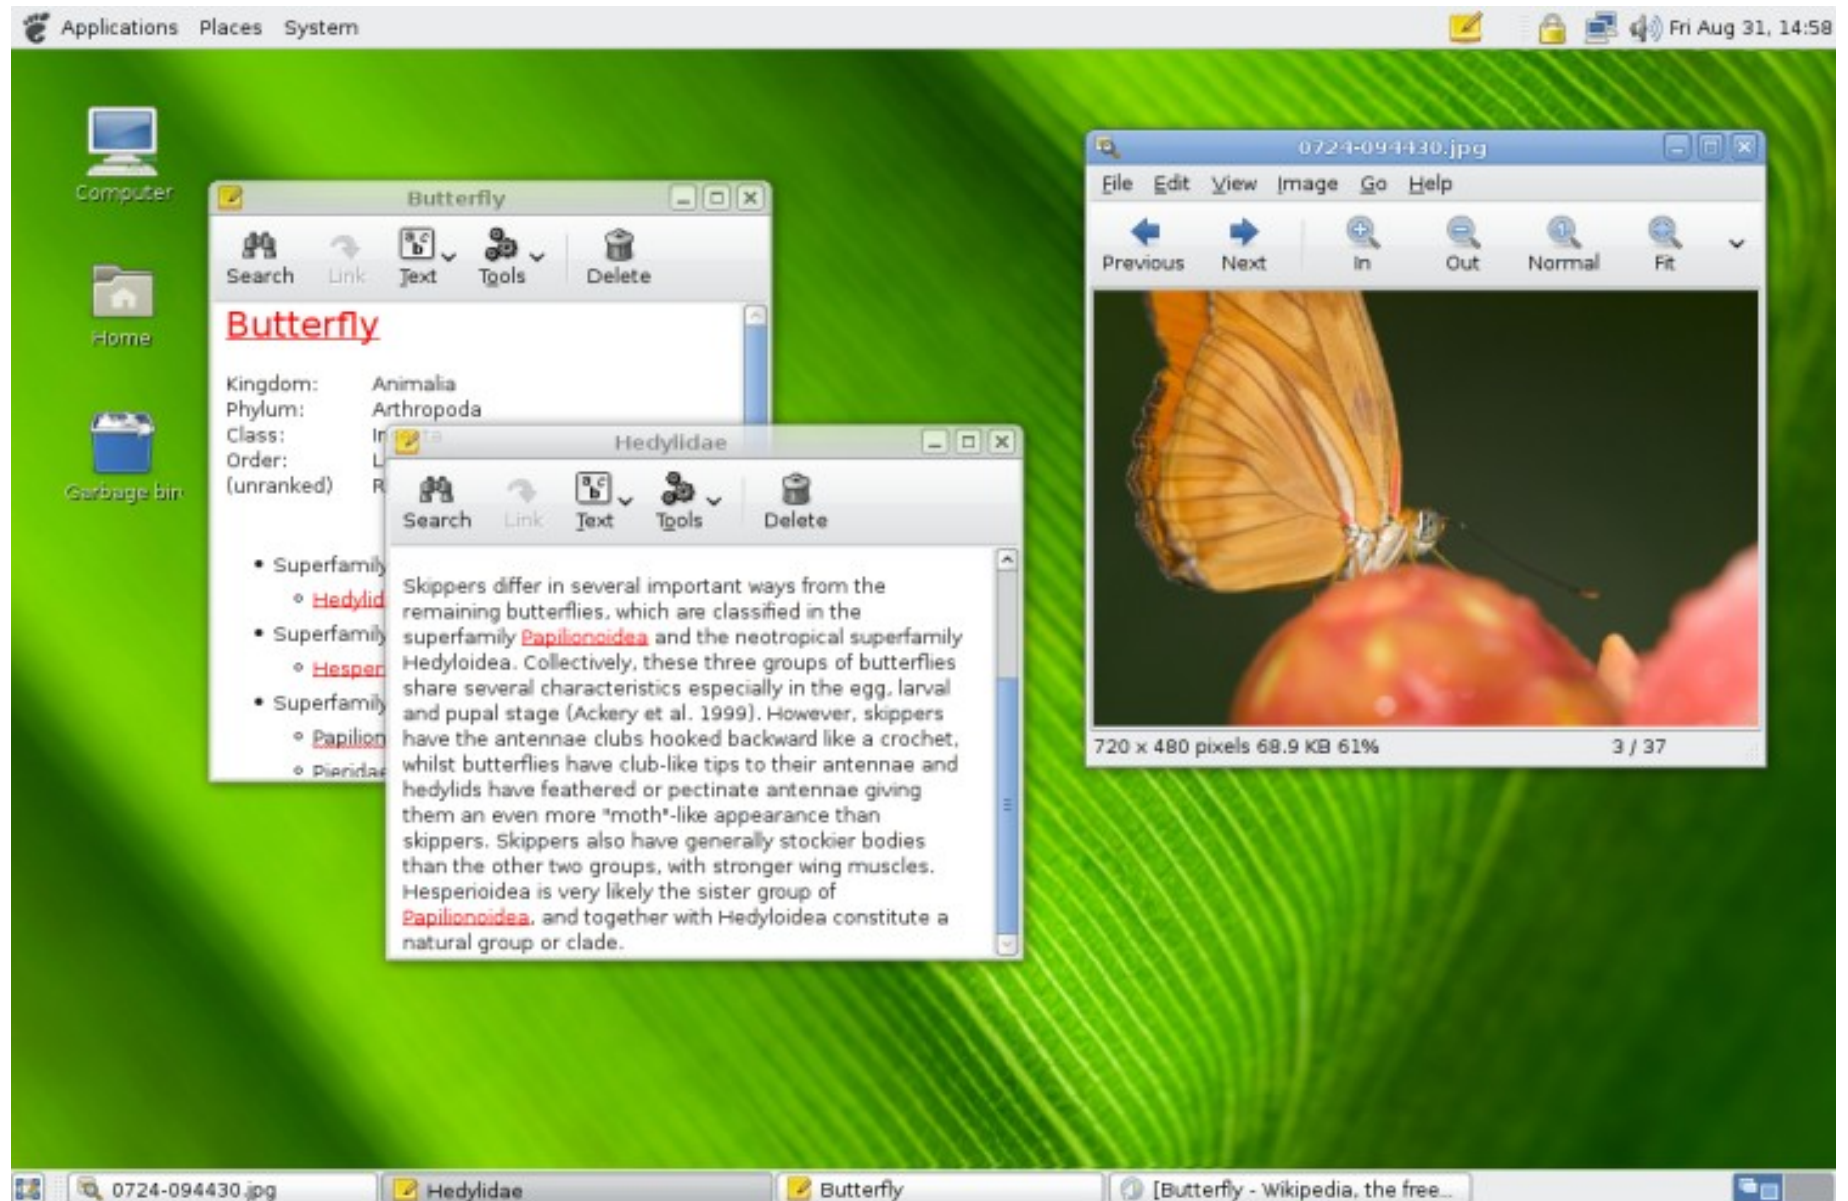 Applications Places System
Fri Aug 31, 14:58
Computer
Home
Garbage bin
Butterfly
Search Link Text Tools Delete
Butterfly
Kingdom: Animalia
Phylum: Arthropoda
Class:
Order:
(unranked)
• Superfamily
Hedylid
• Superfamily
Hesper
• Superfamily
Papilion
Pieridae
Hedylidae
Search Link Text Tools Delete
Skippers differ in several important ways from the
remaining butterflies, which are classified in the
superfamily Papilionoidea and the neotropical superfamily
Hedyloidea. Collectively, these three groups of butterflies
share several characteristics especially in the egg, larval
and pupal stage (Ackery et al. 1999). However, skippers
have the antennae clubs hooked backward like a crochet,
whilst butterflies have club-like tips to their antennae and
hedylids have feathered or pectinate antennae giving
them an even more "moth"-like appearance than
skippers. Skippers also have generally stockier bodies
than the other two groups, with stronger wing muscles.
Hesperioidea is very likely the sister group of
Papilionoidea, and together with Hedyloidea constitute a
natural group or clade.
0724-094430.jpg
File Edit View Image Go Help
Previous Next In Out Normal Fit
720 x 480 pixels 68.9 KB 61% 3 / 37
0724-094430.jpg
Hedylidae
Butterfly
[Butterfly - Wikipedia, the free...